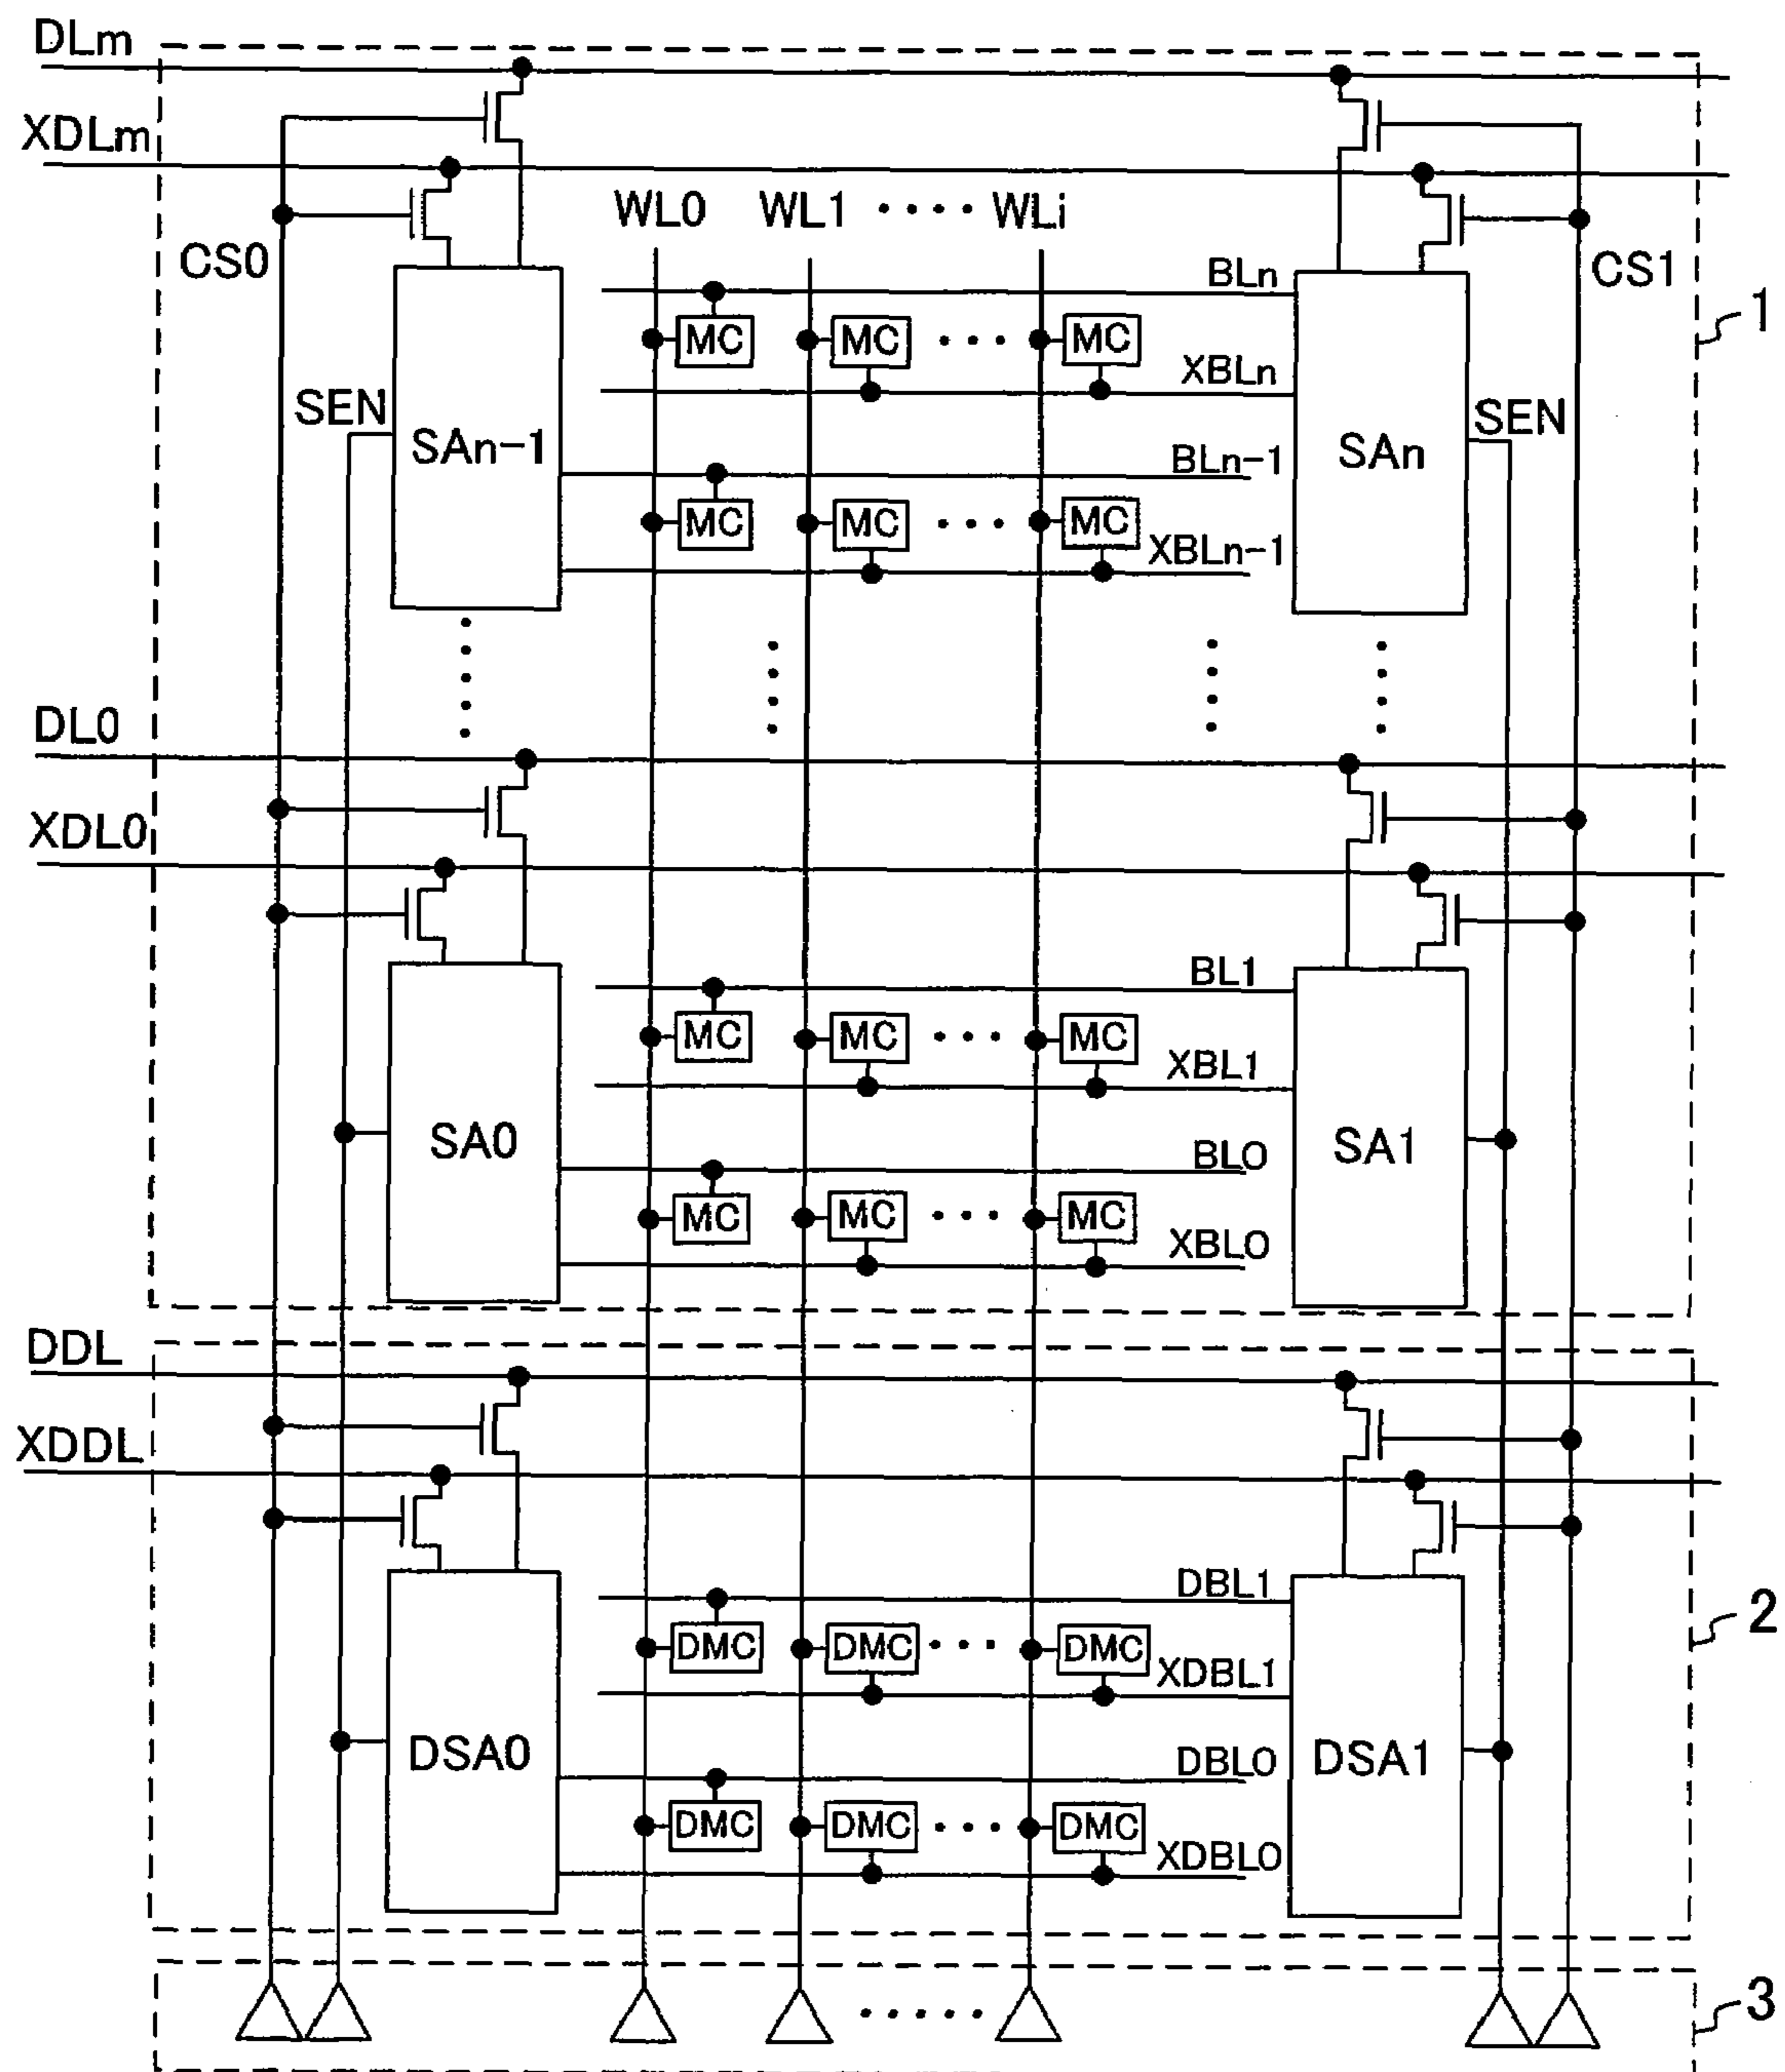 DLm
XDLm
WL0 WL1 ···· WLi
CS0
CS1
BLn
1
MC MC ··· MC
XBLn
SEN
SEN
SAn-1
SAn
BLn-1
MC MC ··· MC
XBLn-1
DL0
XDL0
BL1
MC MC ··· MC
XBL1
SA0
SA1
BL0
MC MC ··· MC
XBL0
DDL
XDDL
DBL1
2
DMC DMC ··· DMC
XDBL1
DSA0
DSA1
DBL0
DMC DMC ··· DMC
XDBL0
3